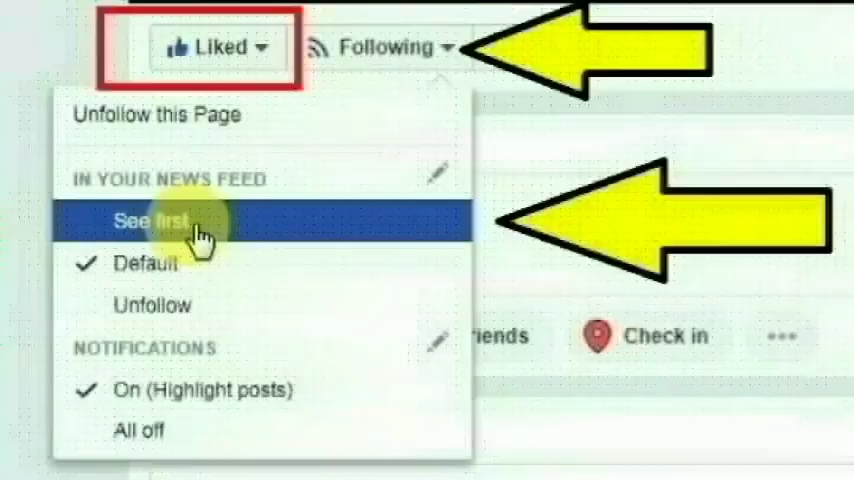 Liked Following
Unfollow this Page
IN YOUR NEWS FEED
See first
Default
Unfollow
NOTIFICATIONS
iends Check in
On (Highlight posts)
All off